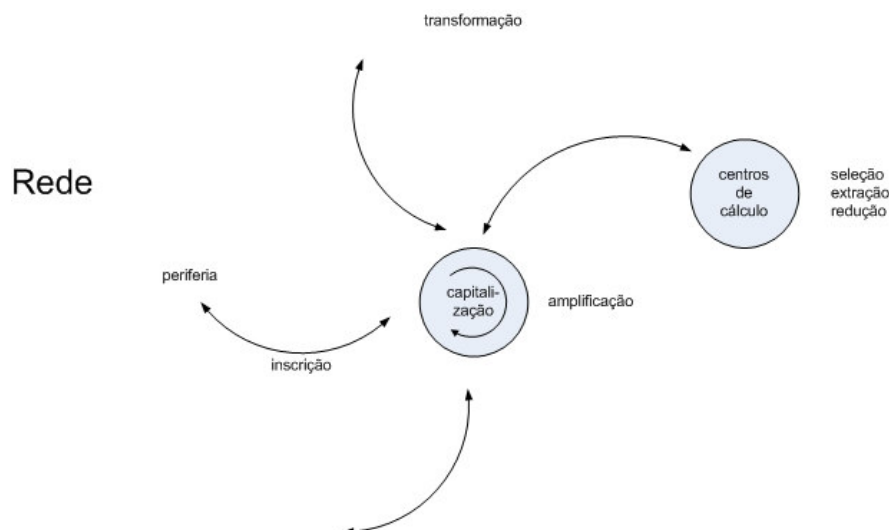 transformação
Rede
centros
de
cálculo
seleção
extração
redução
periferia
capitali-
zação
amplificação
inscrição